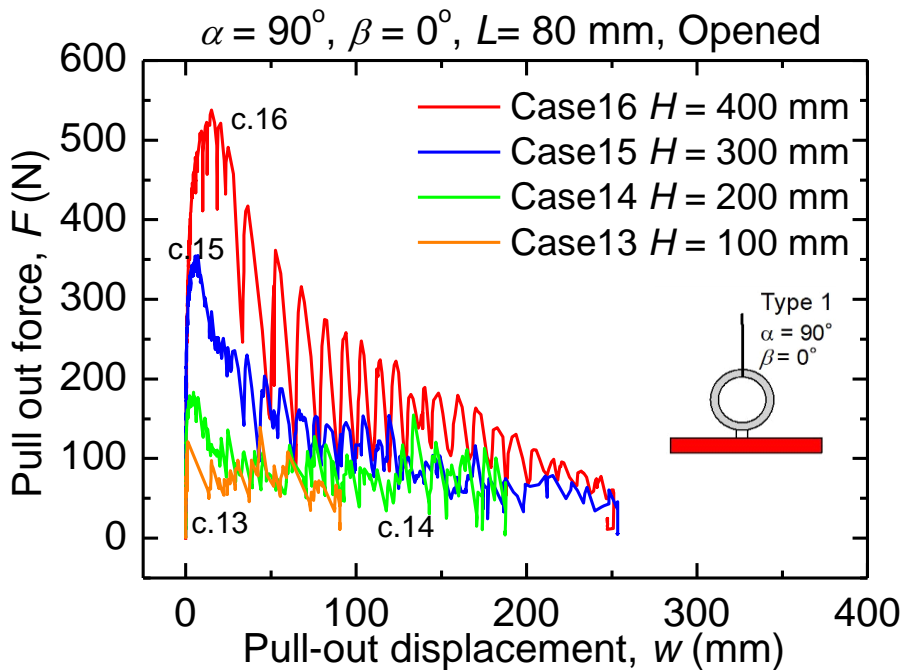 α = 90°, β = 0°, L= 80 mm, Opened
600
500
400
300
200
100
0
Pull out force, F (N)
c.16
c.15
c.13
c.14
Case16 H = 400 mm
Case15 H = 300 mm
Case14 H = 200 mm
Case13 H = 100 mm
Type 1
α = 90°
β = 0°
0 100 200 300 400
Pull-out displacement, w (mm)